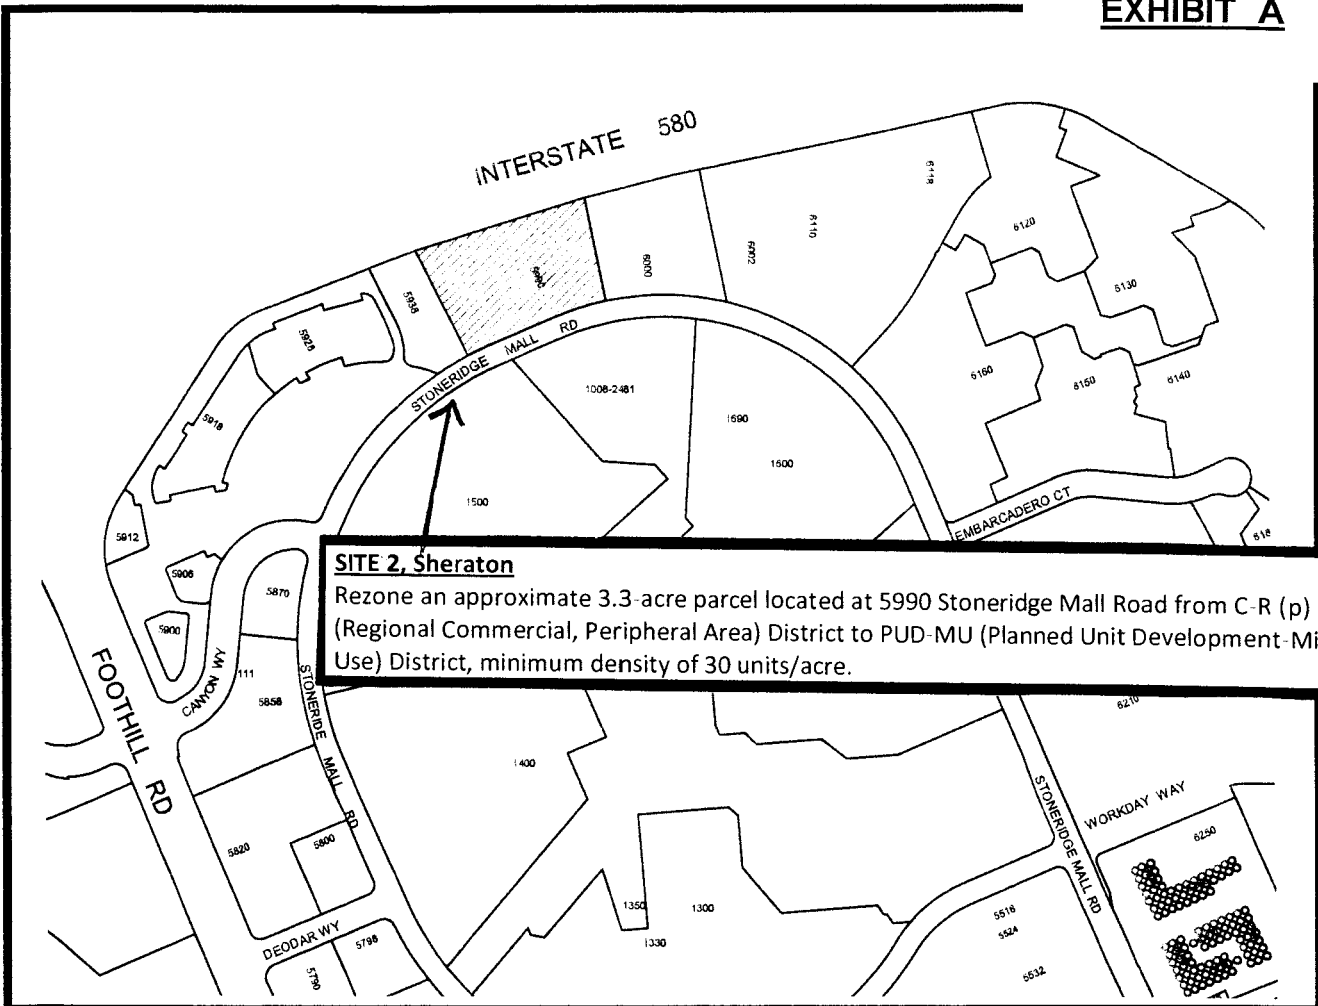 EXHIBIT A
INTERSTATE 580
6118
6110
6120
6002
6000
5990
5938
6130
5928
STONERIDGE MALL RD
6160
6150
6140
1008-2481
1690
5918
1600
1500
EMBARCADERO CT
5912
616
5906
5870
5900
SITE 2, Sheraton
Rezone an approximate 3.3-acre parcel located at 5990 Stoneridge Mall Road from C-R (p)
(Regional Commercial, Peripheral Area) District to PUD-MU (Planned Unit Development-Mi
Use) District, minimum density of 30 units/acre.
FOOTHILL RD
CANYON WY
111
5856
STONERIDE MALL RD
6210
1400
STONERIDGE MALL RD
WORKDAY WAY
6250
5820
5800
1350
1300
1330
5516
5524
5532
DEODAR WY
5798
5790